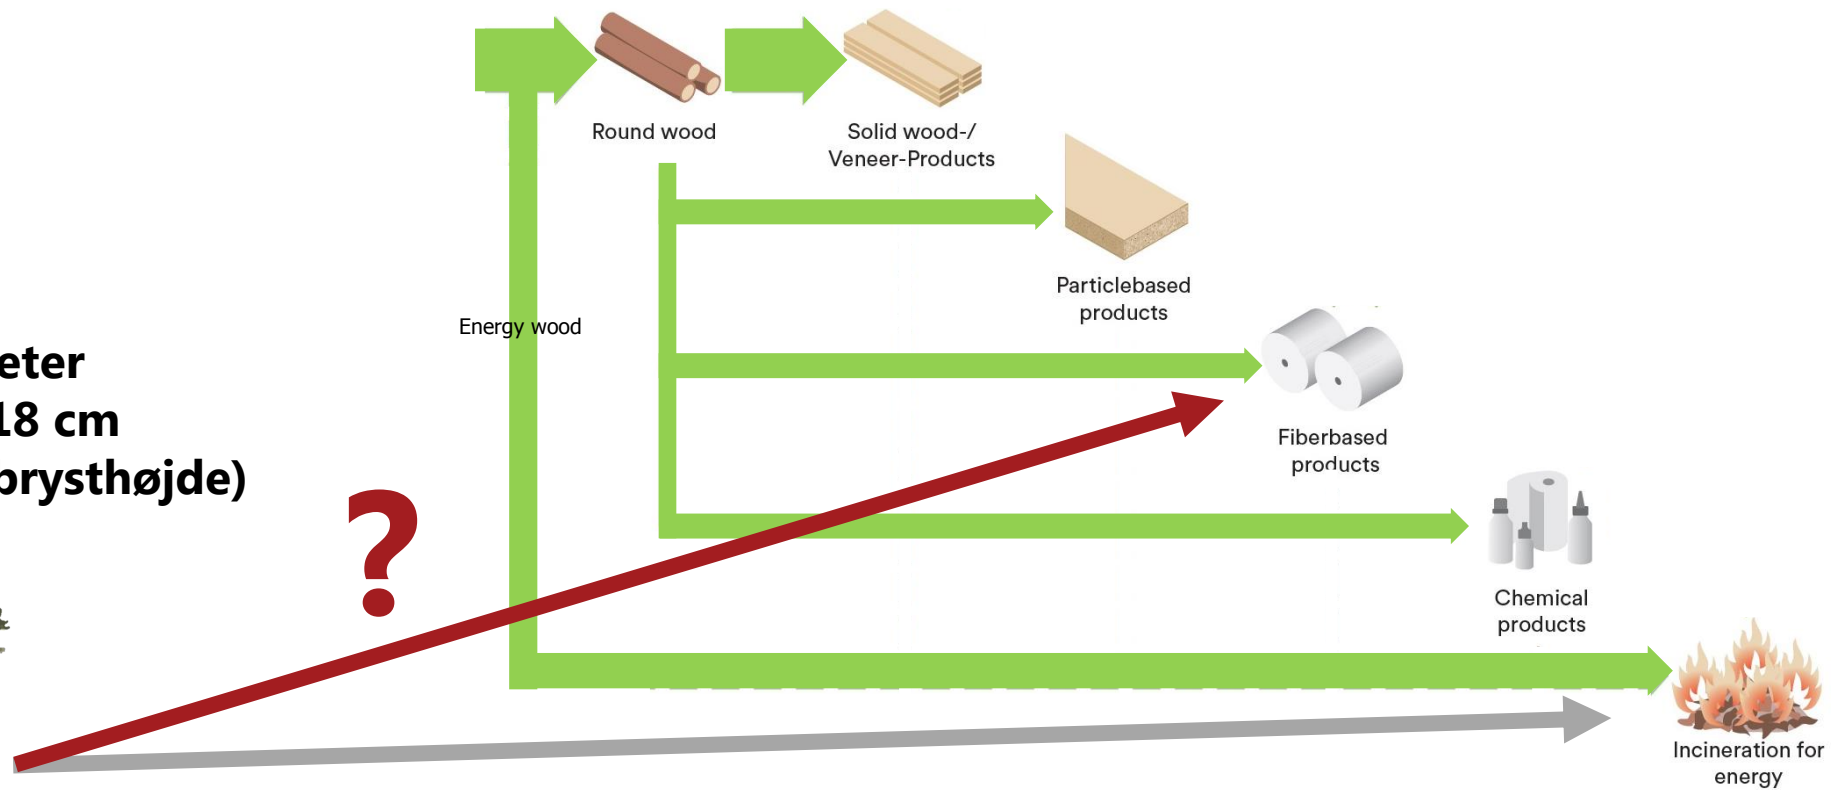 Round wood
Solid wood-/
Veneer-Products
Particlebased
products
Energy wood
eter
18 cm
brysthøjde)
?
Fiberbased
products
Chemical
products
Incineration for
energy